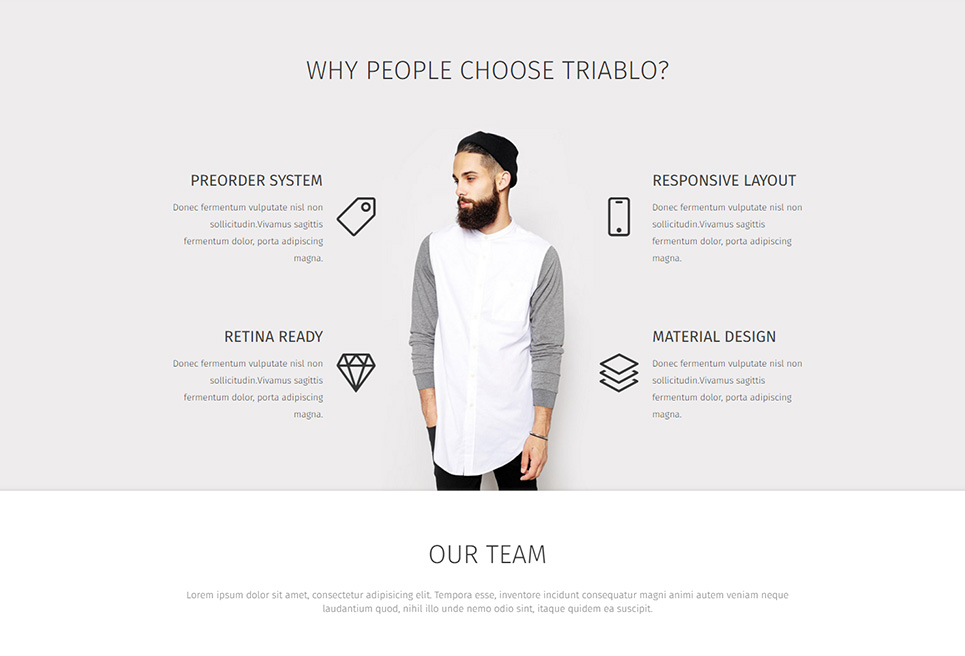 WHY PEOPLE CHOOSE TRIABLO?
PREORDER SYSTEM
Donec fermentum vulputate nisl non
sollicitudin.Vivamus sagittis
fermentum dolor, porta adipiscing
magna.
RESPONSIVE LAYOUT
Donec fermentum vulputate nisl non
sollicitudin.Vivamus sagittis
fermentum dolor, porta adipiscing
magna.
RETINA READY
Donec fermentum vulputate nisl non
sollicitudin.Vivamus sagittis
fermentum dolor, porta adipiscing
magna.
MATERIAL DESIGN
Donec fermentum vulputate nisl non
sollicitudin.Vivamus sagittis
fermentum dolor, porta adipiscing
magna.
OUR TEAM
Lorem ipsum dolor sit amet, consectetur adipisicing elit. Tempora esse, inventore incidunt consequatur magni animi autem veniam neque
laudantium quod, nihil illo unde nemo odio sint, itaque quidem ea suscipit.